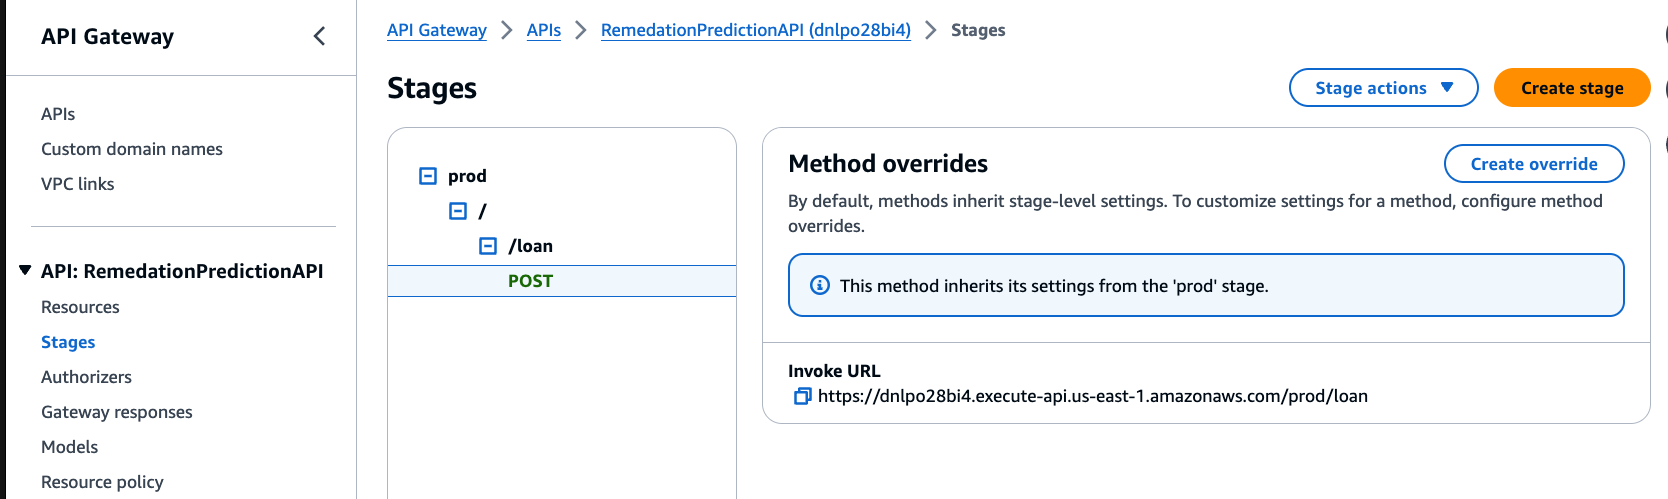 API Gateway
APIs
Custom domain names
VPC links
API: RemedationPredictionAPI
Resources
Stages
Authorizers
Gateway responses
Models
Resource policy
API Gateway > APIs > RemedationPredictionAPI (dnlpo28bi4) > Stages
Stages
Stage actions
Create stage
prod
/
/loan
POST
Method overrides
Create override
By default, methods inherit stage-level settings. To customize settings for a method, configure method
overrides.
This method inherits its settings from the 'prod' stage.
Invoke URL
https://dnlpo28bi4.execute-api.us-east-1.amazonaws.com/prod/loan